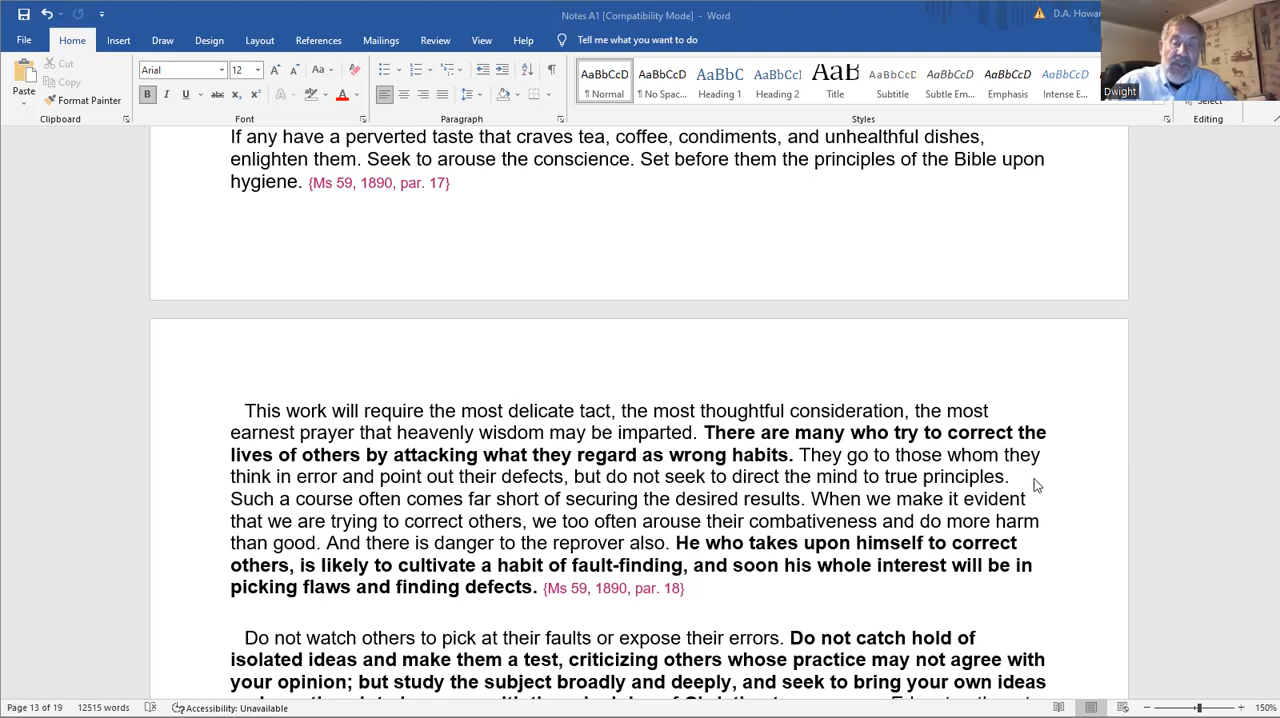 Notes A1 [Compatibility Mode] - Word
D.A. Howar
File Home Insert Draw Design Layout References Mailings Review View Help Tell me what you want to do
Paste
Cut
Copy
Format Painter
Clipboard
Arial 12
Font
Paragraph
AaBbCcD AaBbCcD AaBbC AaBbCcl AaB AaBbCcD AaBbCcD AaBbCcD AaBbCcD
¶ Normal ¶ No Spac... Heading 1 Heading 2 Title Subtitle Subtle Em... Emphasis Intense E...
Styles
Dwight
Select
Editing
If any have a perverted taste that craves tea, coffee, condiments, and unhealthful dishes,
enlighten them. Seek to arouse the conscience. Set before them the principles of the Bible upon
hygiene. {Ms 59, 1890, par. 17}
This work will require the most delicate tact, the most thoughtful consideration, the most
earnest prayer that heavenly wisdom may be imparted. There are many who try to correct the
lives of others by attacking what they regard as wrong habits. They go to those whom they
think in error and point out their defects, but do not seek to direct the mind to true principles.
Such a course often comes far short of securing the desired results. When we make it evident
that we are trying to correct others, we too often arouse their combativeness and do more harm
than good. And there is danger to the reprover also. He who takes upon himself to correct
others, is likely to cultivate a habit of fault-finding, and soon his whole interest will be in
picking flaws and finding defects. {Ms 59, 1890, par. 18}
Do not watch others to pick at their faults or expose their errors. Do not catch hold of
isolated ideas and make them a test, criticizing others whose practice may not agree with
your opinion; but study the subject broadly and deeply, and seek to bring your own ideas
Page 13 of 19 12515 words Accessibility: Unavailable 150%